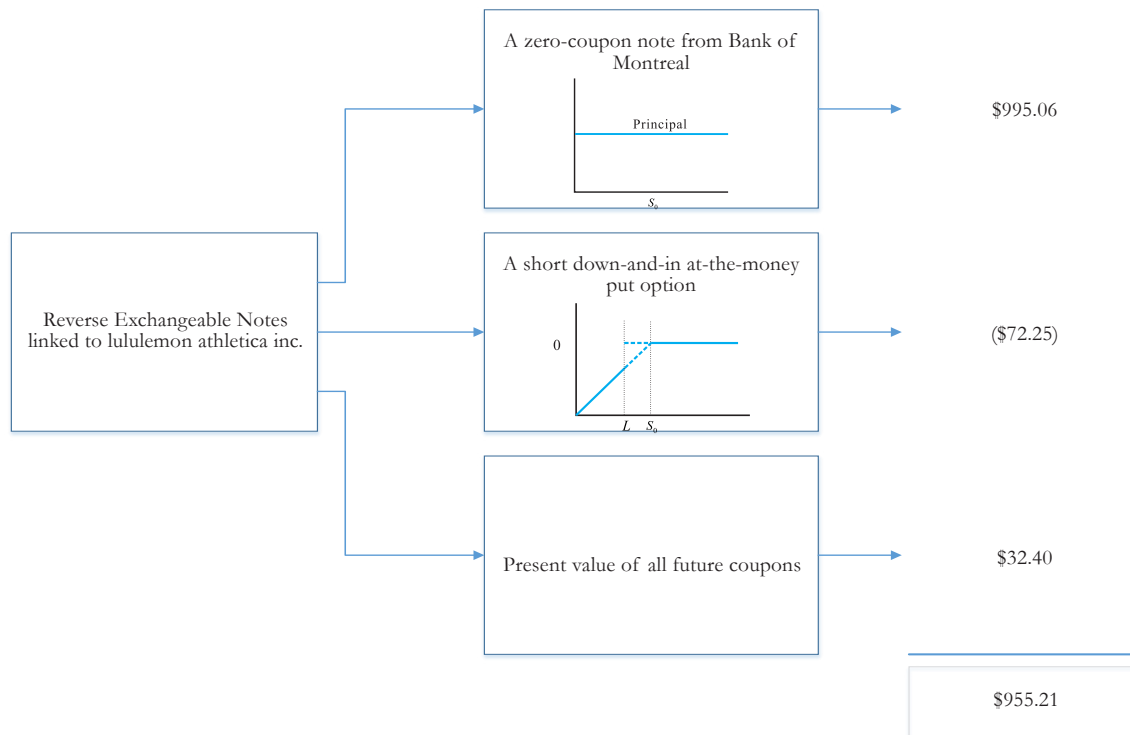 A zero-coupon note from Bank of
Montreal
Principal
S₀
$995.06
Reverse Exchangeable Notes
linked to lululemon athletica inc.
A short down-and-in at-the-money
put option
0
L S₀
($72.25)
Present value of all future coupons
$32.40
$955.21